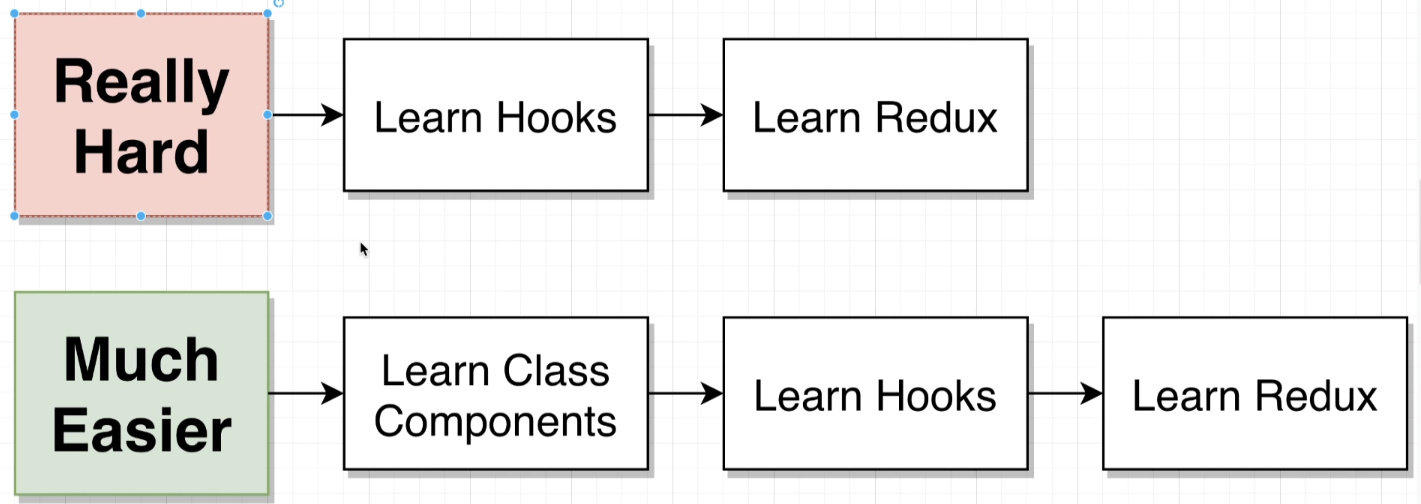 Really
Hard
Learn Hooks
Learn Redux
Much
Easier
Learn Class
Components
Learn Hooks
Learn Redux